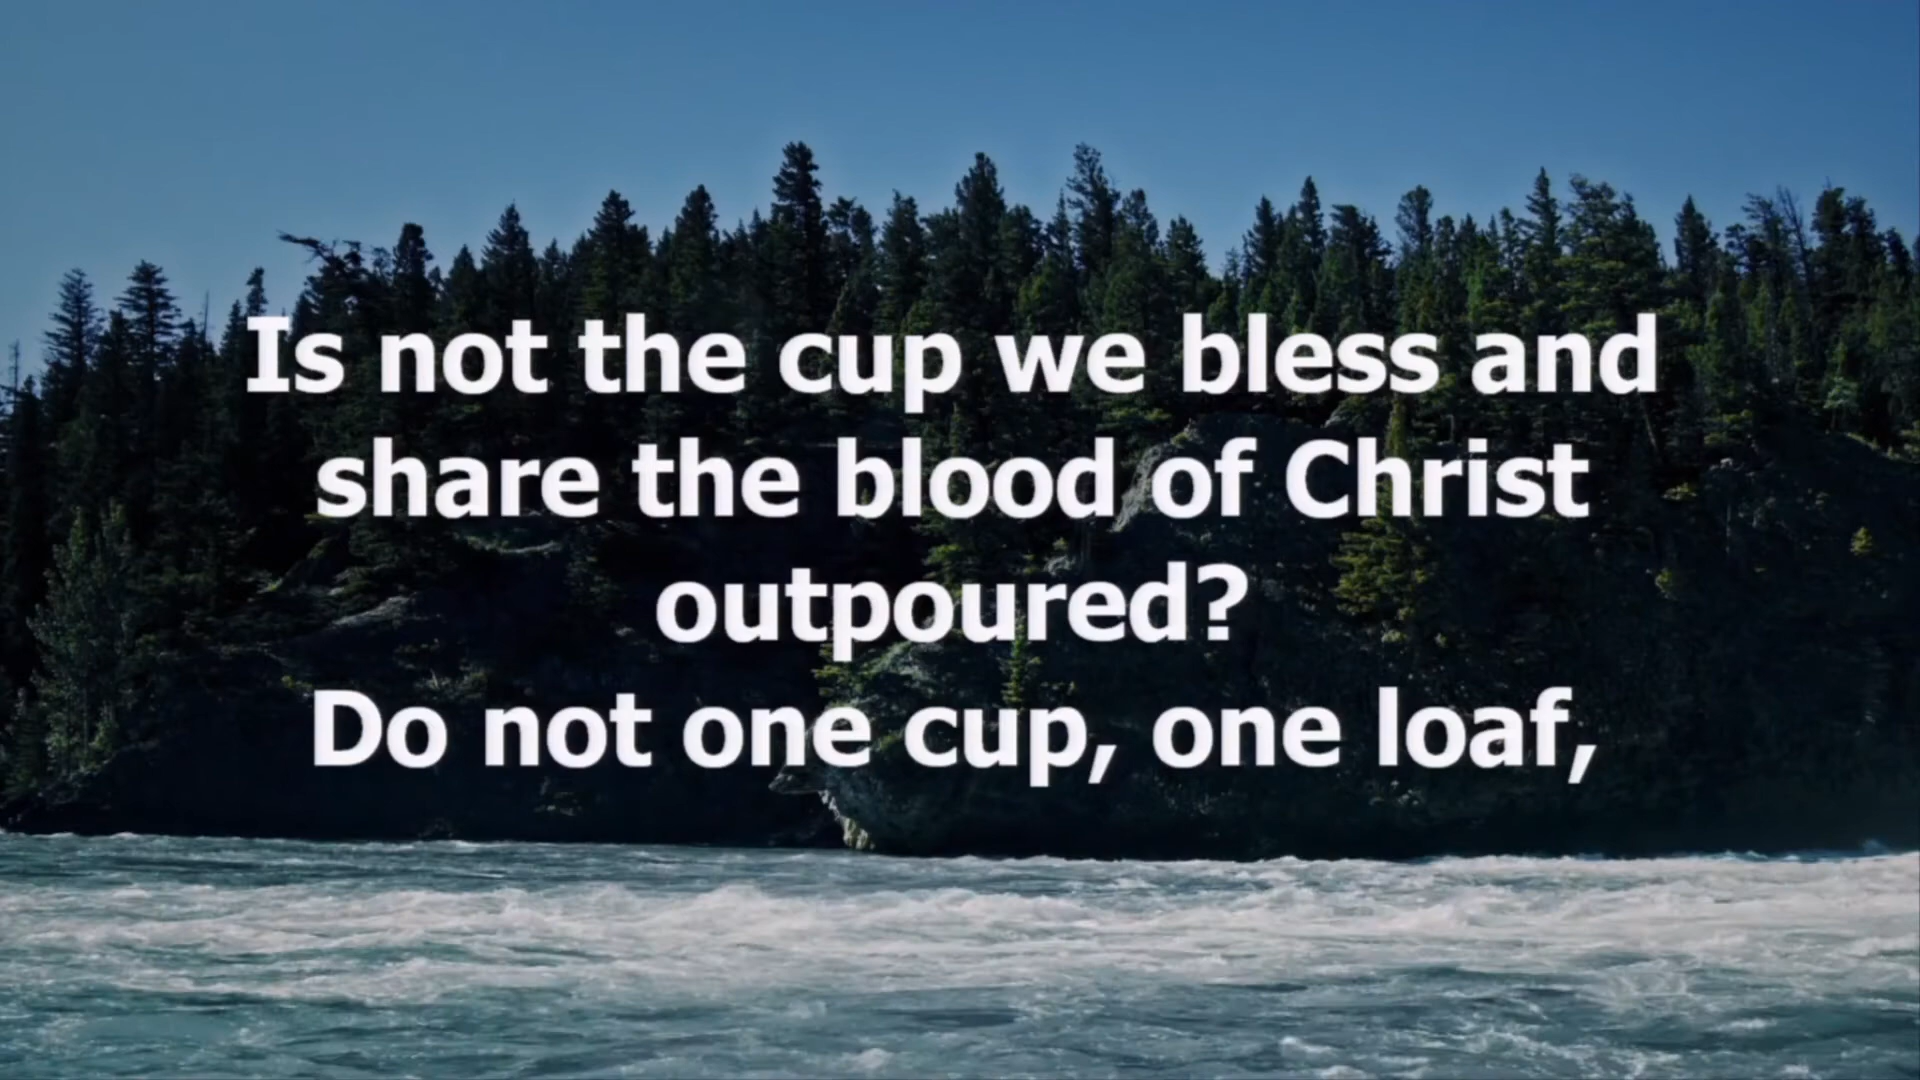 Is not the cup we bless and
share the blood of Christ
outpoured?
Do not one cup, one loaf,